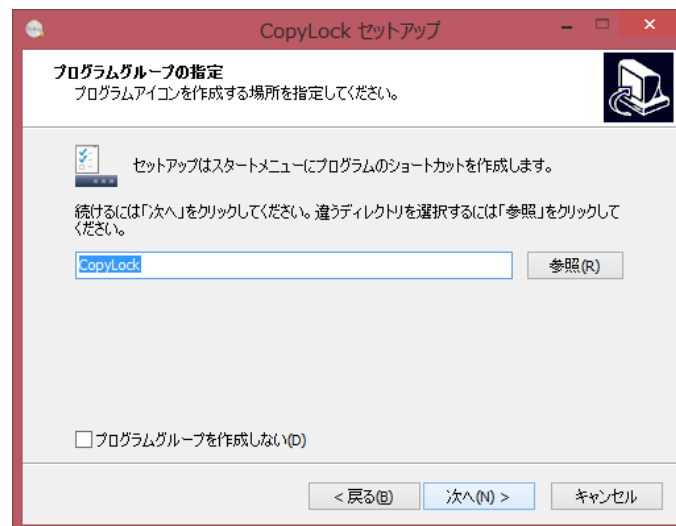 CopyLock セットアップ
プログラムグループの指定
プログラムアイコンを作成する場所を指定してください。
セットアップはスタートメニューにプログラムのショートカットを作成します。
続けるには「次へ」をクリックしてください。違うディレクトリを選択するには「参照」をクリックして
ください。
CopyLock
参照(R)
プログラムグループを作成しない(D)
< 戻る(B)
次へ(N) >
キャンセル